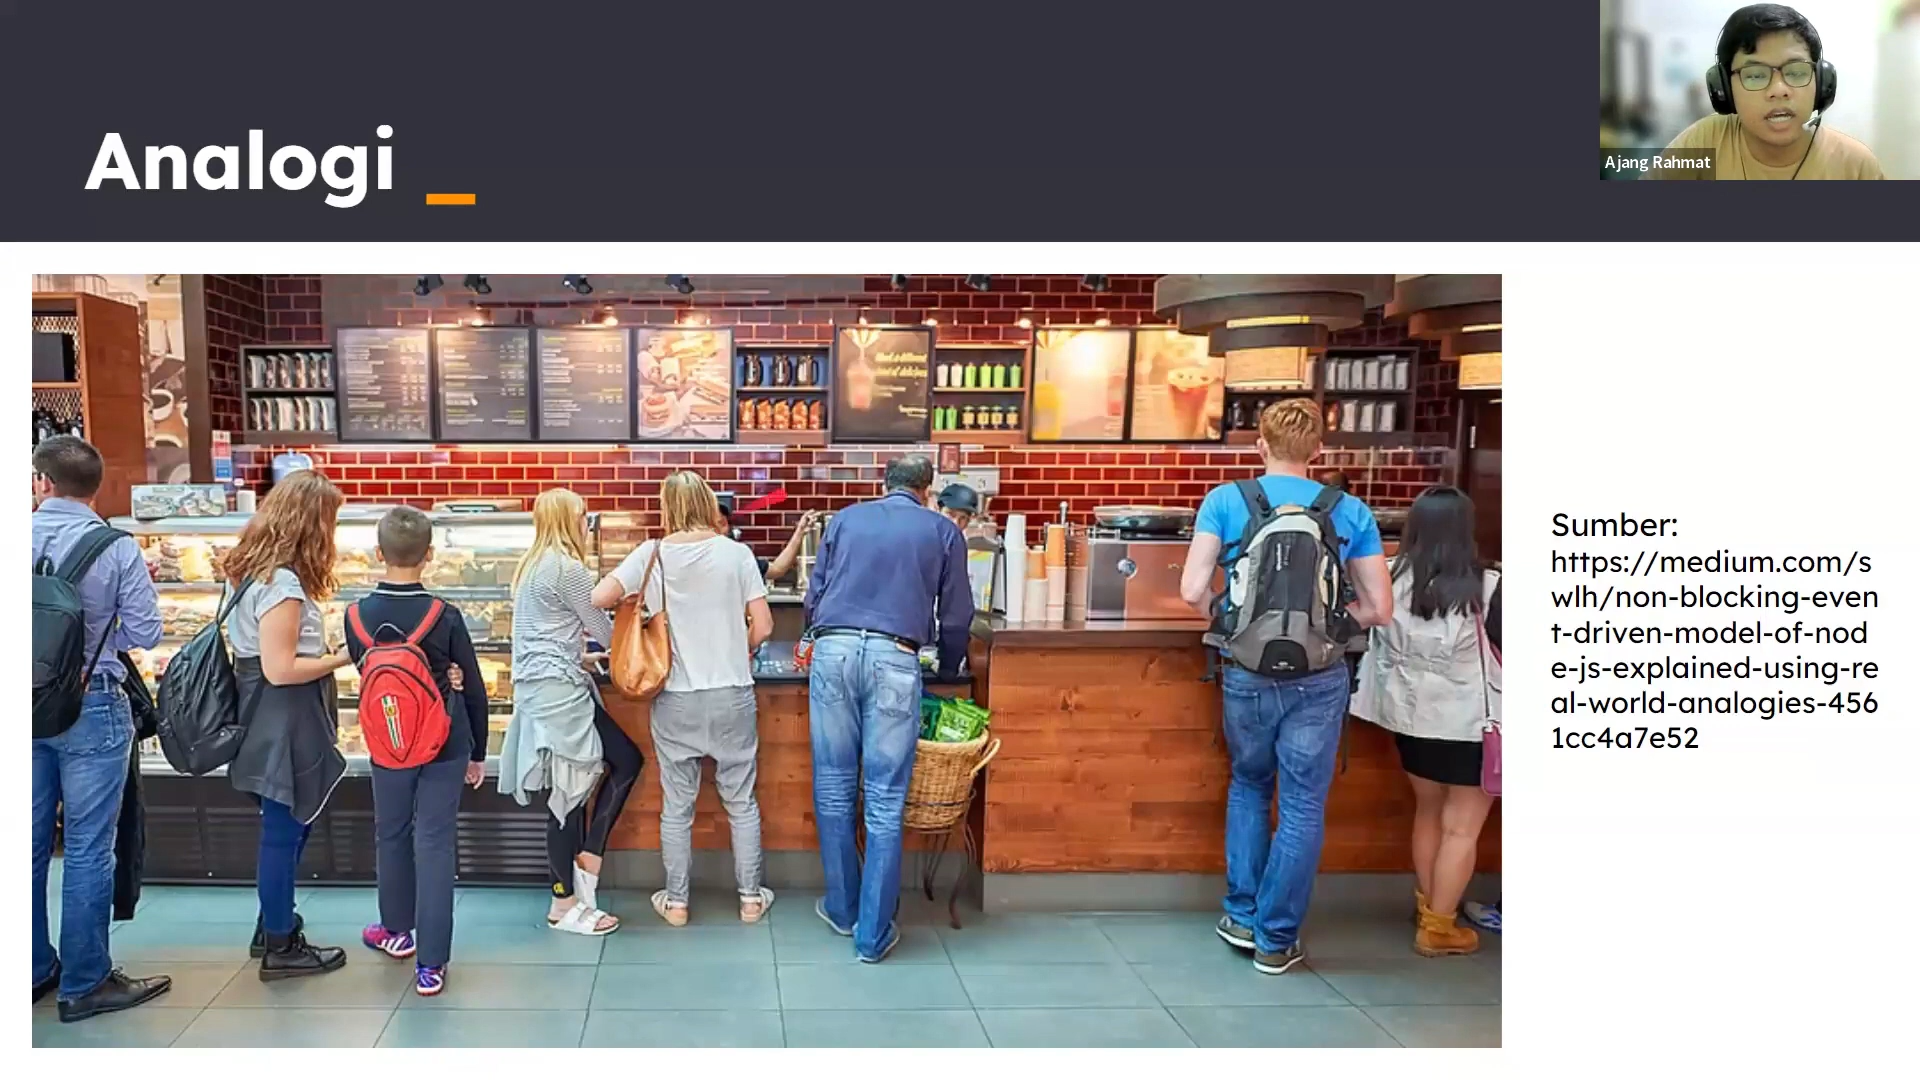 Analogi _
Ajang Rahmat
Sumber:
https://medium.com/s
wlh/non-blocking-even
t-driven-model-of-nod
e-js-explained-using-re
al-world-analogies-456
1cc4a7e52